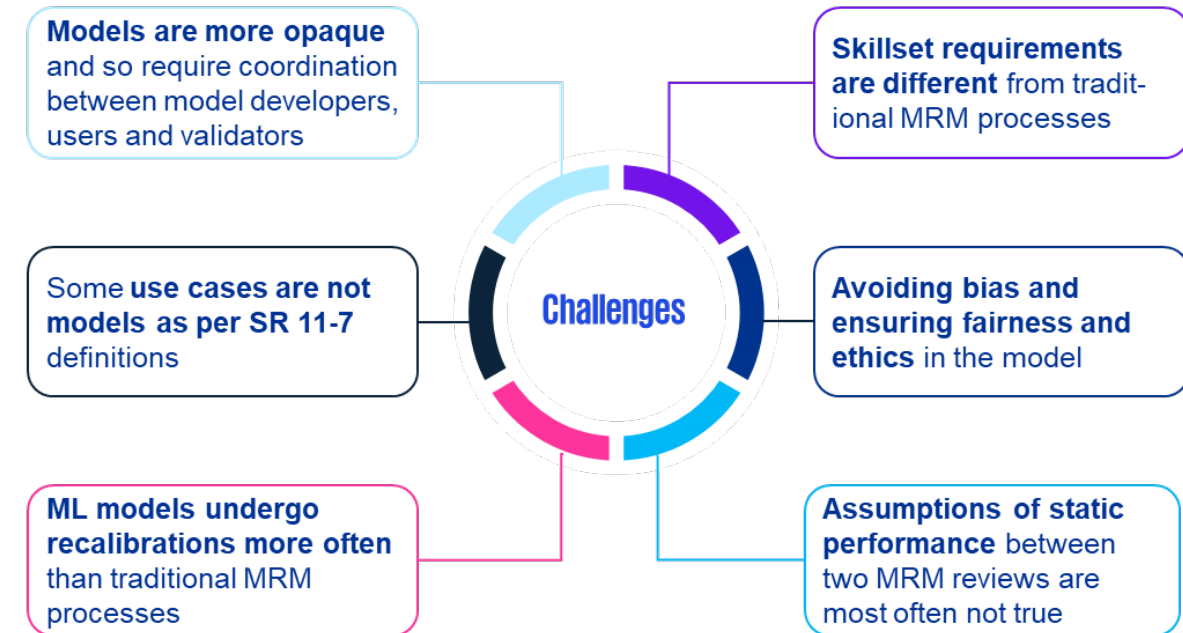 Models are more opaque
and so require coordination
between model developers,
users and validators
Skillset requirements
are different from tradit-
ional MRM processes
Some use cases are not
models as per SR 11-7
definitions
Challenges
Avoiding bias and
ensuring fairness and
ethics in the model
ML models undergo
recalibrations more often
than traditional MRM
processes
Assumptions of static
performance between
two MRM reviews are
most often not true